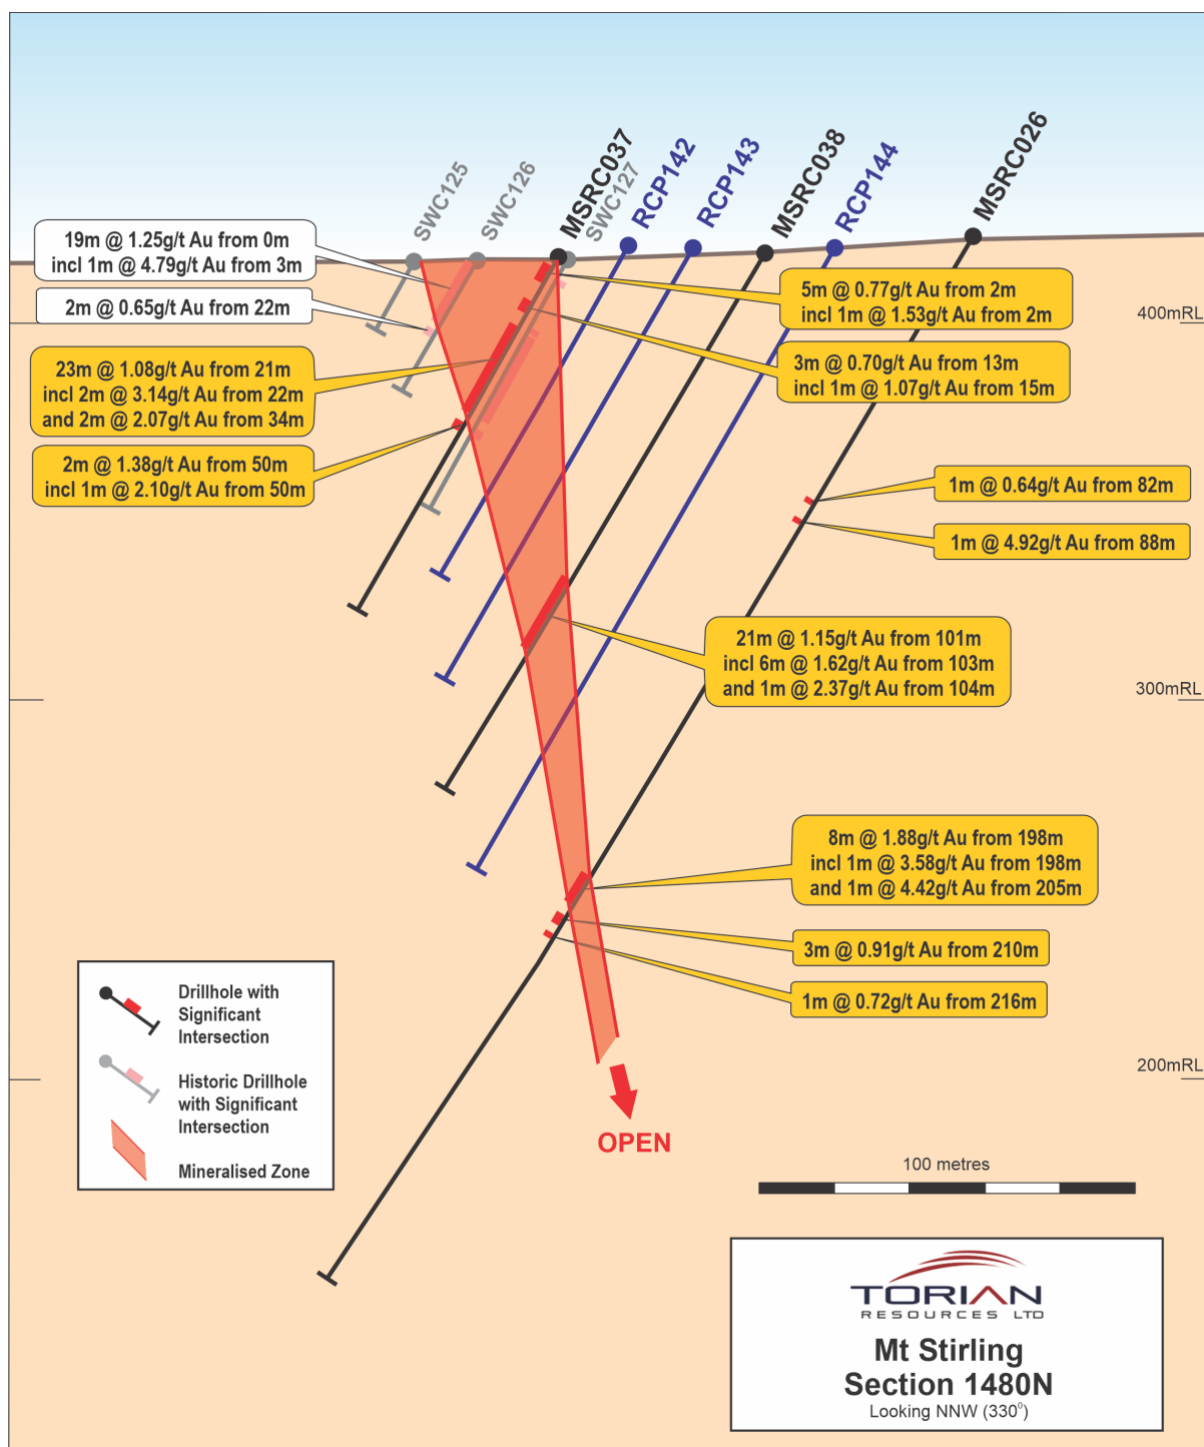 SWC125
SWC126
MSRC037
SWC127
RCP142
RCP143
MSRC038
RCP144
MSRC026
19m @ 1.25g/t Au from 0m
incl 1m @ 4.79g/t Au from 3m
2m @ 0.65g/t Au from 22m
23m @ 1.08g/t Au from 21m
incl 2m @ 3.14g/t Au from 22m
and 2m @ 2.07g/t Au from 34m
2m @ 1.38g/t Au from 50m
incl 1m @ 2.10g/t Au from 50m
5m @ 0.77g/t Au from 2m
incl 1m @ 1.53g/t Au from 2m
3m @ 0.70g/t Au from 13m
incl 1m @ 1.07g/t Au from 15m
400mRL
1m @ 0.64g/t Au from 82m
1m @ 4.92g/t Au from 88m
21m @ 1.15g/t Au from 101m
incl 6m @ 1.62g/t Au from 103m
and 1m @ 2.37g/t Au from 104m
300mRL
8m @ 1.88g/t Au from 198m
incl 1m @ 3.58g/t Au from 198m
and 1m @ 4.42g/t Au from 205m
3m @ 0.91g/t Au from 210m
1m @ 0.72g/t Au from 216m
200mRL
OPEN
Drillhole with
Significant
Intersection
Historic Drillhole
with Significant
Intersection
Mineralised Zone
100 metres
TORIAN
RESOURCES LTD
Mt Stirling
Section 1480N
Looking NNW (330⁰)